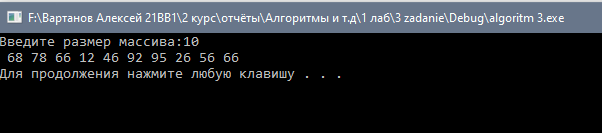 F:\Вартанов Алексей 21ВВ1\2 курс\отчёты\Алгоритмы и т.д\1 лаб\3 zadanie\Debug\algoritm 3.exe
Введите размер массива:10
68 78 66 12 46 92 95 26 56 66
Для продолжения нажмите любую клавишу . . .